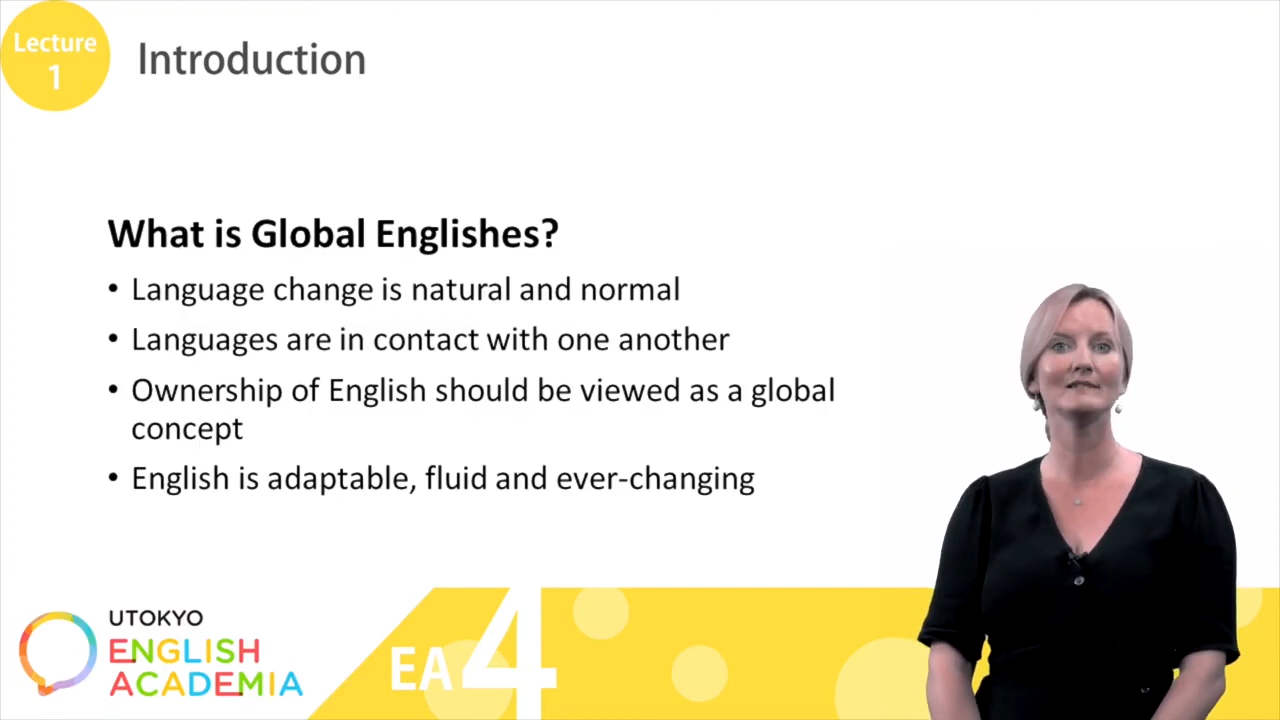 Lecture
1
Introduction
What is Global Englishes?
• Language change is natural and normal
• Languages are in contact with one another
• Ownership of English should be viewed as a global
concept
• English is adaptable, fluid and ever-changing
UTOKYO
ENGLISH
ACADEMIA
EA4